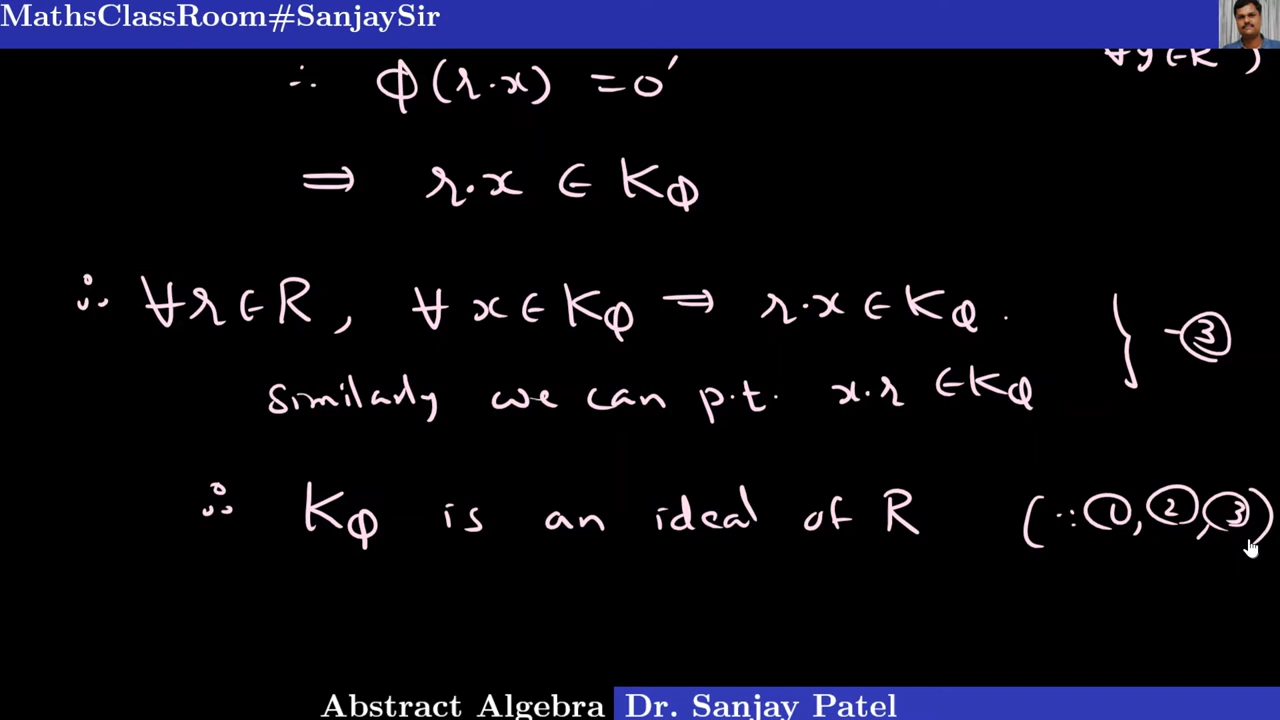 MathsClassRoom#SanjaySir
∀y∈R')
∴ Φ(r·x) = 0'
⇒ r·x ∈ KΦ
∴ ∀r∈R, ∀ x∈KΦ ⇒ r·x∈KΦ.
} -③
similarly we can p.t. x.r ∈KΦ
∴ KΦ is an ideal of R (∵①,②,③)
Abstract Algebra Dr. Sanjay Patel